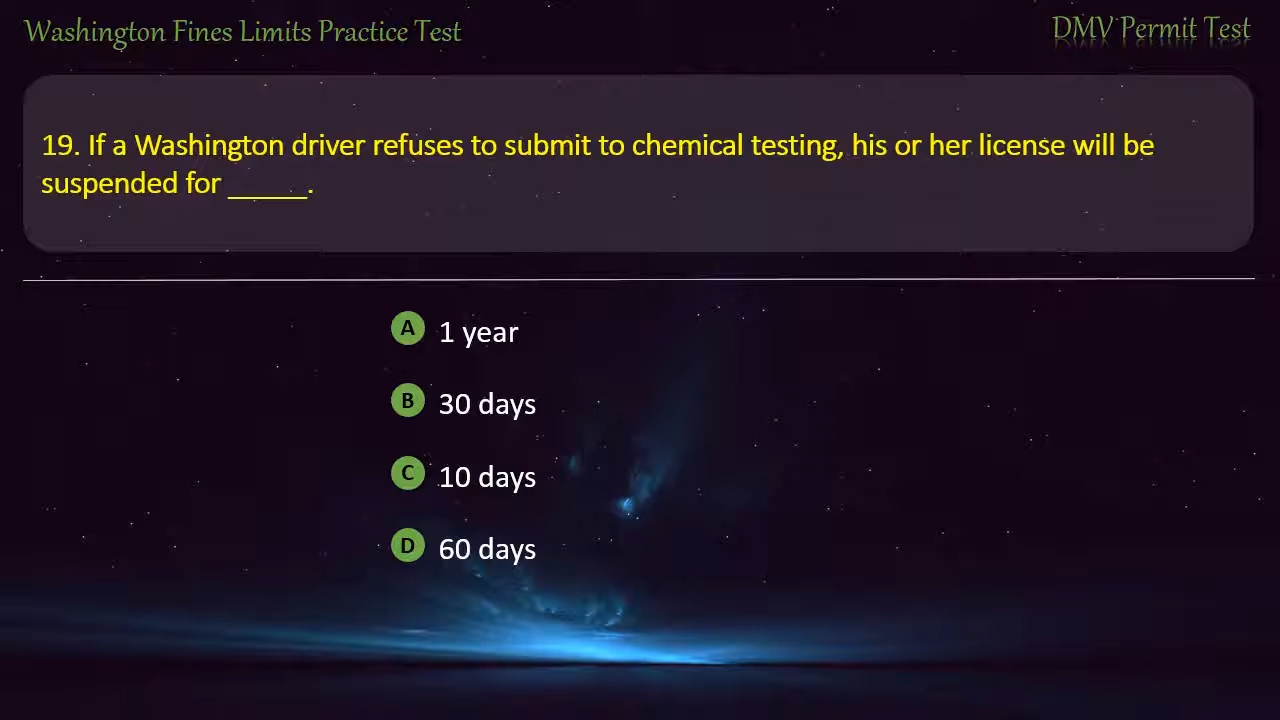 Washington Fines Limits Practice Test
DMV Permit Test
19. If a Washington driver refuses to submit to chemical testing, his or her license will be
suspended for _____.
A 1 year
B 30 days
C 10 days
D 60 days